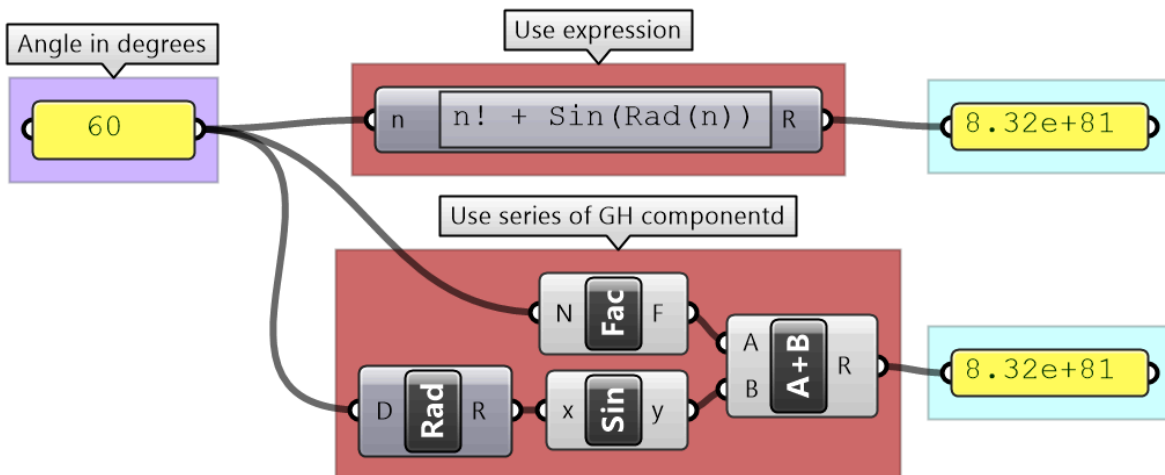 Angle in degrees
60
Use expression
n n! + Sin(Rad(n)) R
8.32e+81
Use series of GH componentd
N Fac F
D Rad R
x Sin y
A
B
A+B
R
8.32e+81